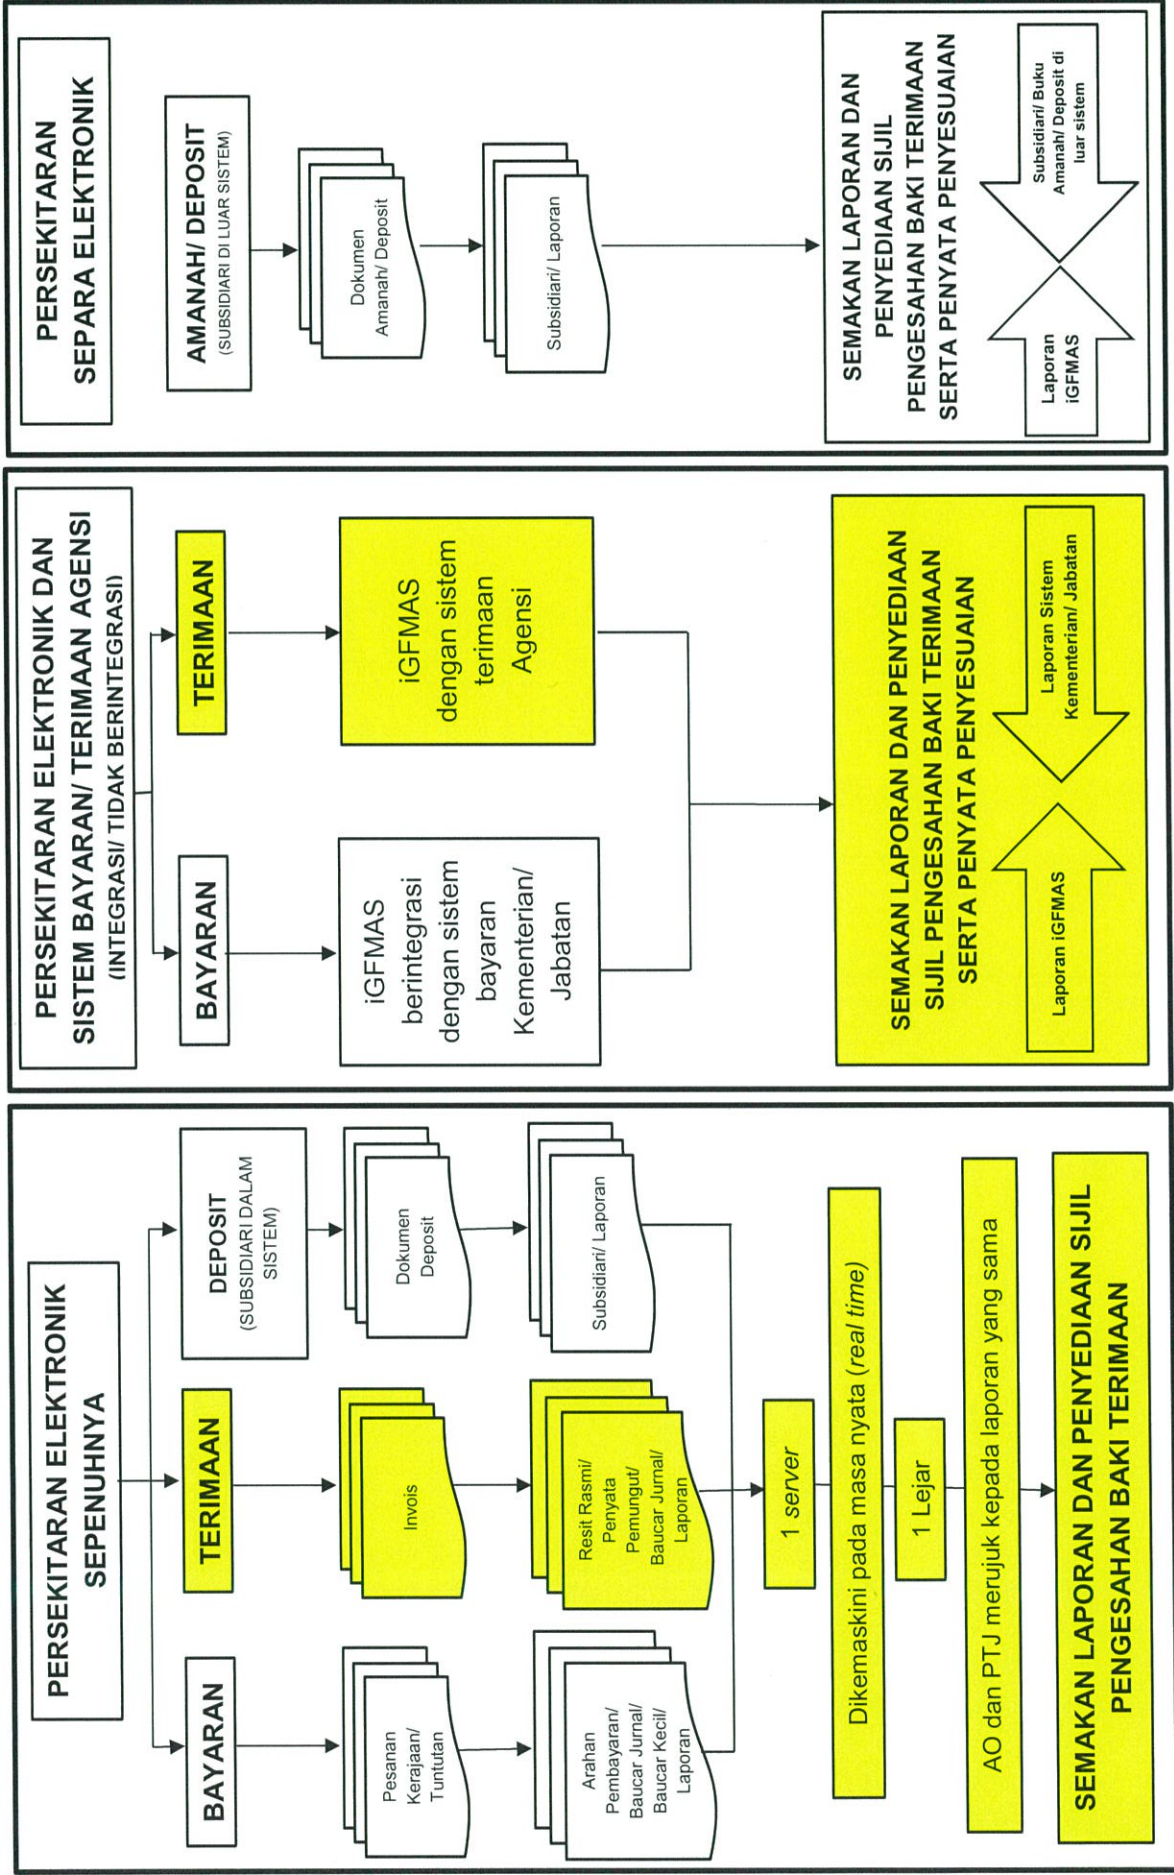 PERSEKITARAN ELEKTRONIK
SEPENUHNYA
BAYARAN
Pesanan
Kerajaan/
Tuntutan
Arahan
Pembayaran/
Baucar Jurnal/
Baucar Kecil/
Laporan
TERIMAAN
Invois
Resit Rasmi/
Penyata
Pemungut/
Baucar Jurnal/
Laporan
DEPOSIT
(SUBSIDIARI DALAM
SISTEM)
Dokumen
Deposit
Subsidiari/ Laporan
1 server
Dikemaskini pada masa nyata (real time)
1 Lejar
AO dan PTJ merujuk kepada laporan yang sama
SEMAKAN LAPORAN DAN PENYEDIAAN SIJIL
PENGESAHAN BAKI TERIMAAN
PERSEKITARAN ELEKTRONIK DAN
SISTEM BAYARAN/ TERIMAAN AGENSI
(INTEGRASI/ TIDAK BERINTEGRASI)
BAYARAN
iGFMAS
berintegrasi
dengan sistem
bayaran
Kementerian/
Jabatan
TERIMAAN
iGFMAS
dengan sistem
terimaan
Agensi
SEMAKAN LAPORAN DAN PENYEDIAAN
SIJIL PENGESAHAN BAKI TERIMAAN
SERTA PENYATA PENYESUAIAN
Laporan iGFMAS
Laporan Sistem
Kementerian/ Jabatan
PERSEKITARAN
SEPARA ELEKTRONIK
AMANAH/ DEPOSIT
(SUBSIDIARI DI LUAR SISTEM)
Dokumen
Amanah/ Deposit
Subsidiari/ Laporan
SEMAKAN LAPORAN DAN
PENYEDIAAN SIJIL
PENGESAHAN BAKI TERIMAAN
SERTA PENYATA PENYESUAIAN
Laporan
iGFMAS
Subsidiari/ Buku
Amanah/ Deposit di
luar sistem